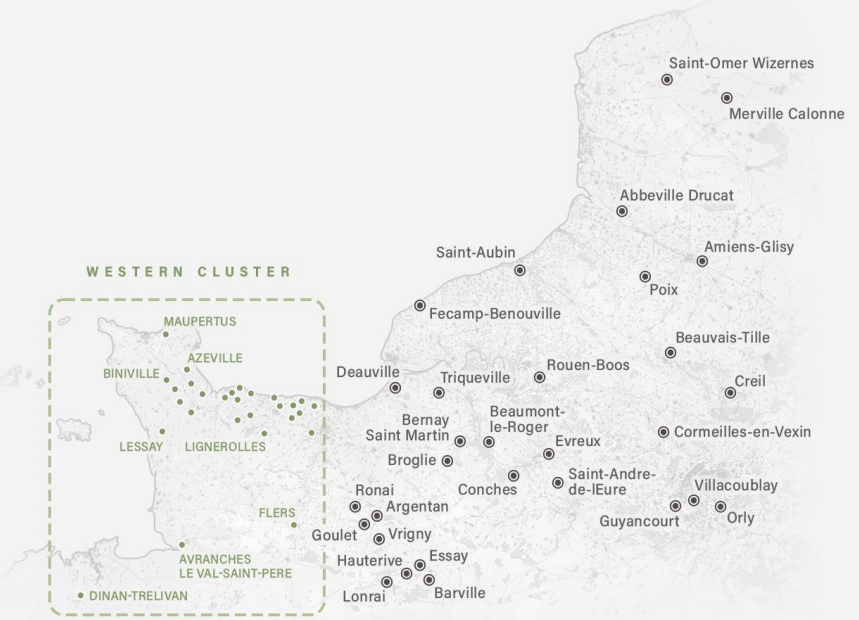 Saint-Omer Wizernes
Merville Calonne
Abbeville Drucat
Saint-Aubin
Amiens-Glisy
WESTERN CLUSTER
Poix
Fecamp-Benouville
MAUPERTUS
Beauvais-Tille
AZEVILLE
Rouen-Boos
BINIVILLE
Deauville
Triqueville
Creil
Beaumont-
le-Roger
Bernay
Saint Martin
Cormeilles-en-Vexin
LESSAY
LIGNEROLLES
Evreux
Broglie
Saint-Andre-
de-lEure
Conches
Villacoublay
Ronai
Argentan
FLERS
Guyancourt
Orly
Goulet
Vrigny
AVRANCHES
LE VAL-SAINT-PERE
Hauterive
Essay
DINAN-TRELIVAN
Lonrai
Barville